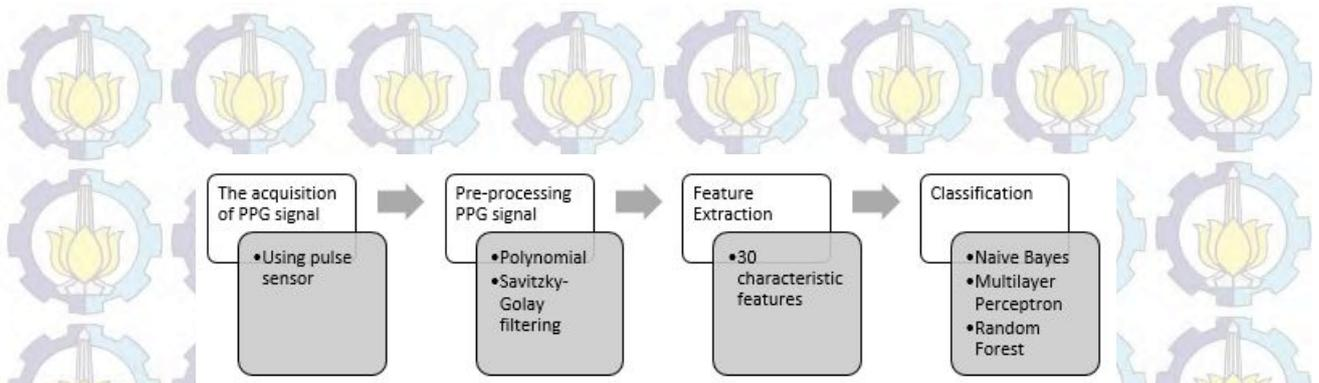 The acquisition
of PPG signal
•Using pulse
sensor
Pre-processing
PPG signal
•Polynomial
•Savitzky-
Golay
filtering
Feature
Extraction
•30
characteristic
features
Classification
•Naive Bayes
•Multilayer
Perceptron
•Random
Forest